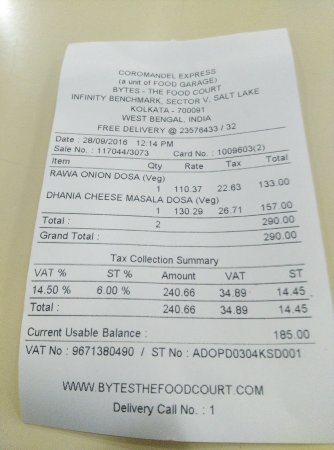 COROMANDEL EXPRESS
(a unit of FOOD GARAGE)
BYTES - THE FOOD COURT
INFINITY BENCHMARK, SECTOR V, SALT LAKE
KOLKATA - 700091
WEST BENGAL, INDIA
FREE DELIVERY @ 23576433 / 32
Date : 28/09/2016 12:14 PM
Sale No. : 117044/3073 Card No. : 1009603(2)
Item Qty Rate Tax Total
RAWA ONION DOSA (Veg)
1 110.37 22.63 133.00
DHANIA CHEESE MASALA DOSA (Veg)
1 130.29 26.71 157.00
Total : 2 290.00
Grand Total : 290.00
Tax Collection Summary
VAT % ST % Amount VAT ST
14.50 % 6.00 % 240.66 34.89 14.45
Total : 240.66 34.89 14.45
Current Usable Balance : 185.00
VAT No : 9671380490 / ST No : ADOPD0304KSD001
WWW.BYTESTHEFOODCOURT.COM
Delivery Call No. : 1